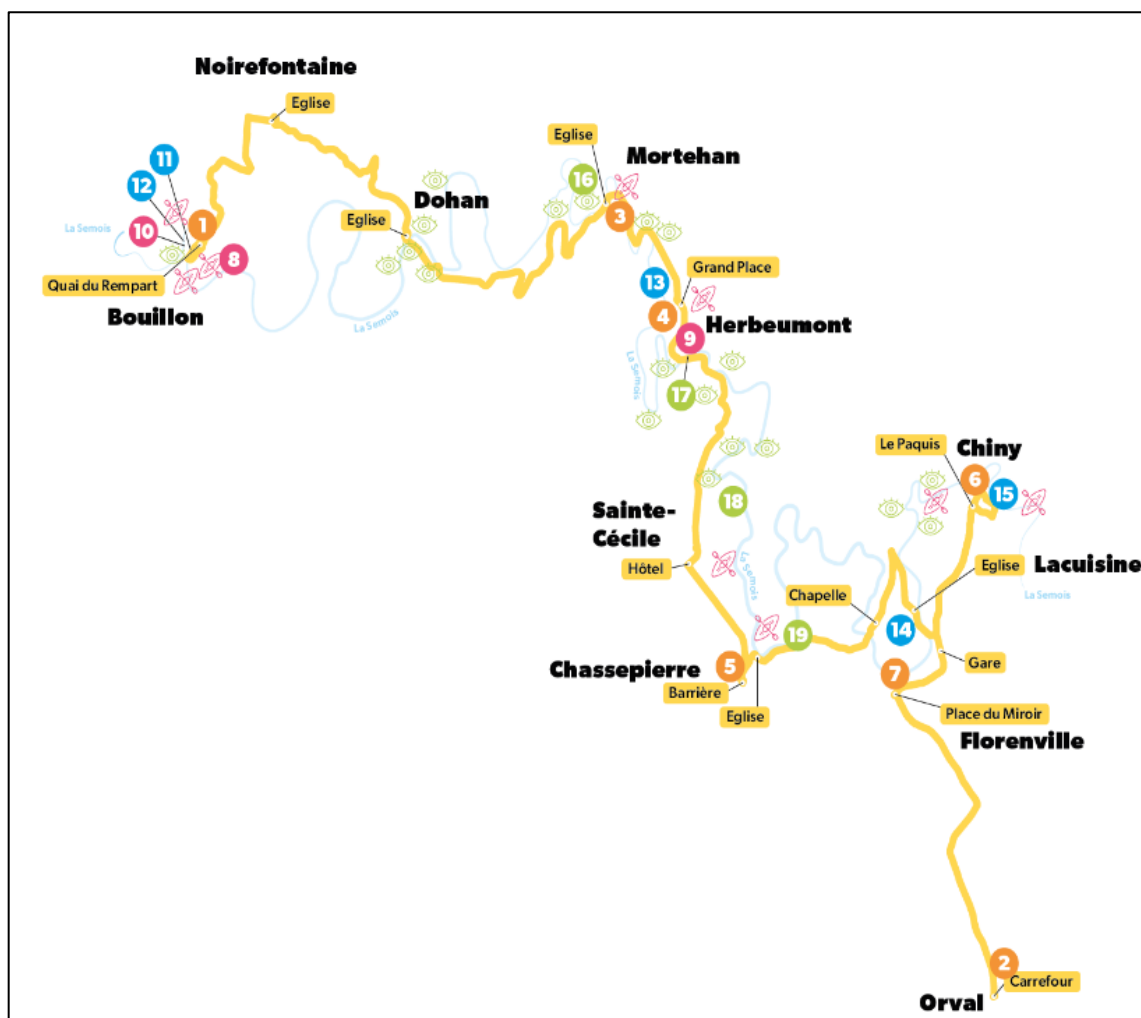 Noirefontaine
Eglise
Eglise
Mortehan
11
12
16
Dohan
10
1
3
Eglise
La Semois
8
Quai du Rempart
Bouillon
La Semois
13
Grand Place
4
9
Herbeumont
La Semois
17
Le Paquis
Chiny
6
15
18
Sainte-
Cécile
Hôtel
La Semois
Eglise
Lacuisine
Chapelle
La Semois
19
14
Chassepierre
5
Gare
7
Barrière
Eglise
Place du Miroir
Florenville
2
Carrefour
Orval